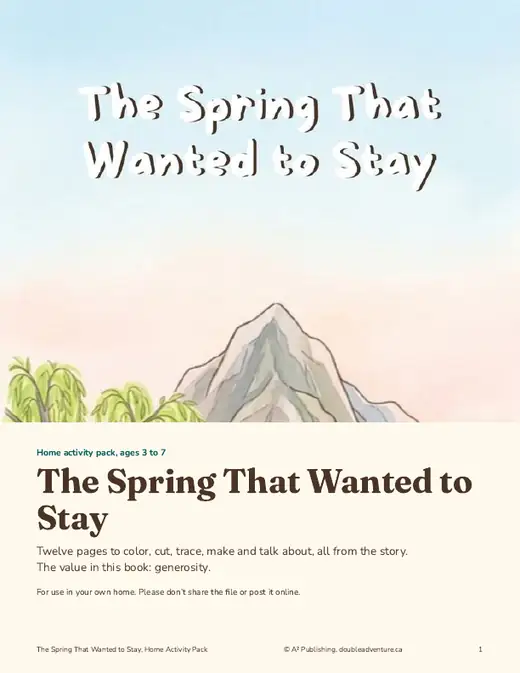 The Spring That
Wanted to Stay
Home activity pack, ages 3 to 7
The Spring That Wanted to
Stay
Twelve pages to color, cut, trace, make and talk about, all from the story.
The value in this book: generosity.
For use in your own home. Please don't share the file or post it online.
The Spring That Wanted to Stay, Home Activity Pack
© A² Publishing. doubleadventure.ca
1